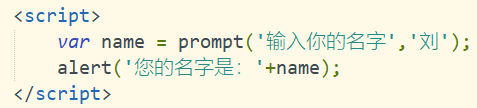 <script>
var name = prompt('输入你的名字','刘');
alert('您的名字是：'+name);
</script>